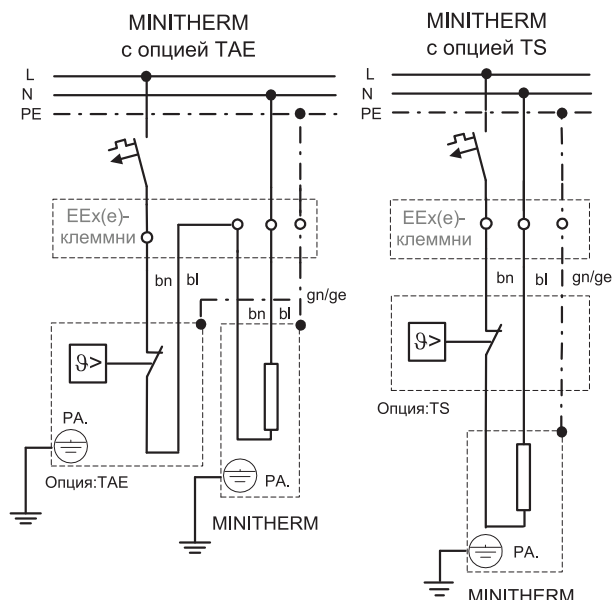 MINITHERM
с опцией TAE
L
N
PE
EEx(e)-
клеммни
bn
bl
gn/ge
bn
bl
ϑ>
PA.
Опция:TAE
PA.
MINITHERM
MINITHERM
с опцией TS
L
N
PE
EEx(e)-
клеммни
bn
bl
gn/ge
ϑ>
Опция:TS
PA.
MINITHERM